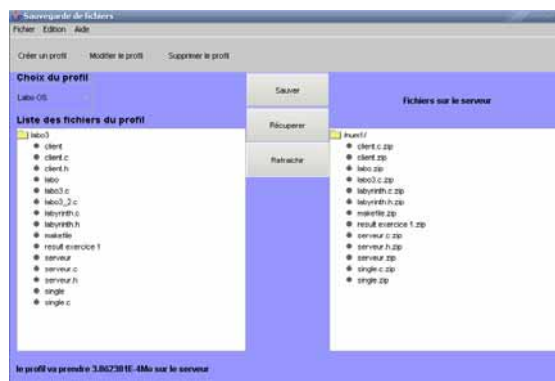 Sauvegarde de fichiers
Fichier Edition Aide
Créer un profil Modifier le profil Supprimer le profil
Choix du profil
Labo-OS
Liste des fichiers du profil
labo3
client
client.c
client.h
labo
labo3.c
labo3_2.c
labyrinth.c
labyrinth.h
makefile
result exercice 1
serveur
serveur.c
serveur.h
single
single.c
Sauver
Récuperer
Rafraichir
Fichiers sur le serveur
/num1/
client.c.zip
client.zip
labo.zip
labo3.c.zip
labyrinth.c.zip
labyrinth.h.zip
makefile.zip
result exercice 1.zip
serveur.c.zip
serveur.h.zip
serveur.zip
single.c.zip
single.zip
le profil va prendre 3.862381E-4Mo sur le serveur